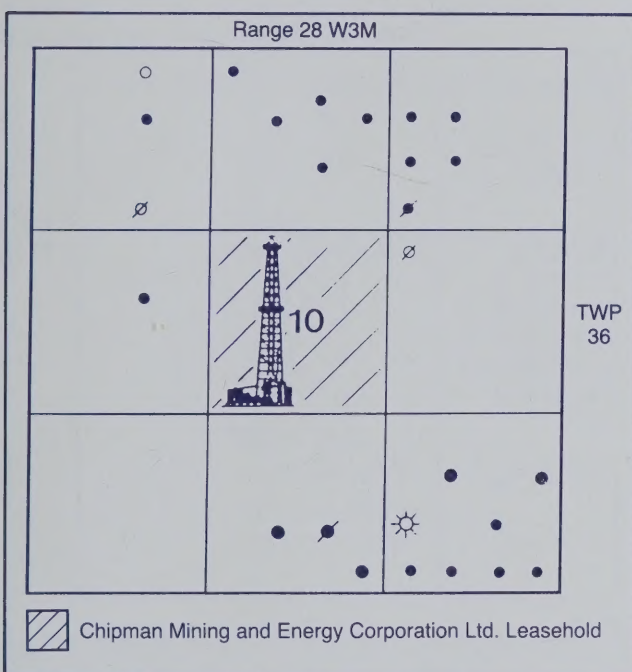 Range 28 W3M
10
TWP
36
Chipman Mining and Energy Corporation Ltd. Leasehold